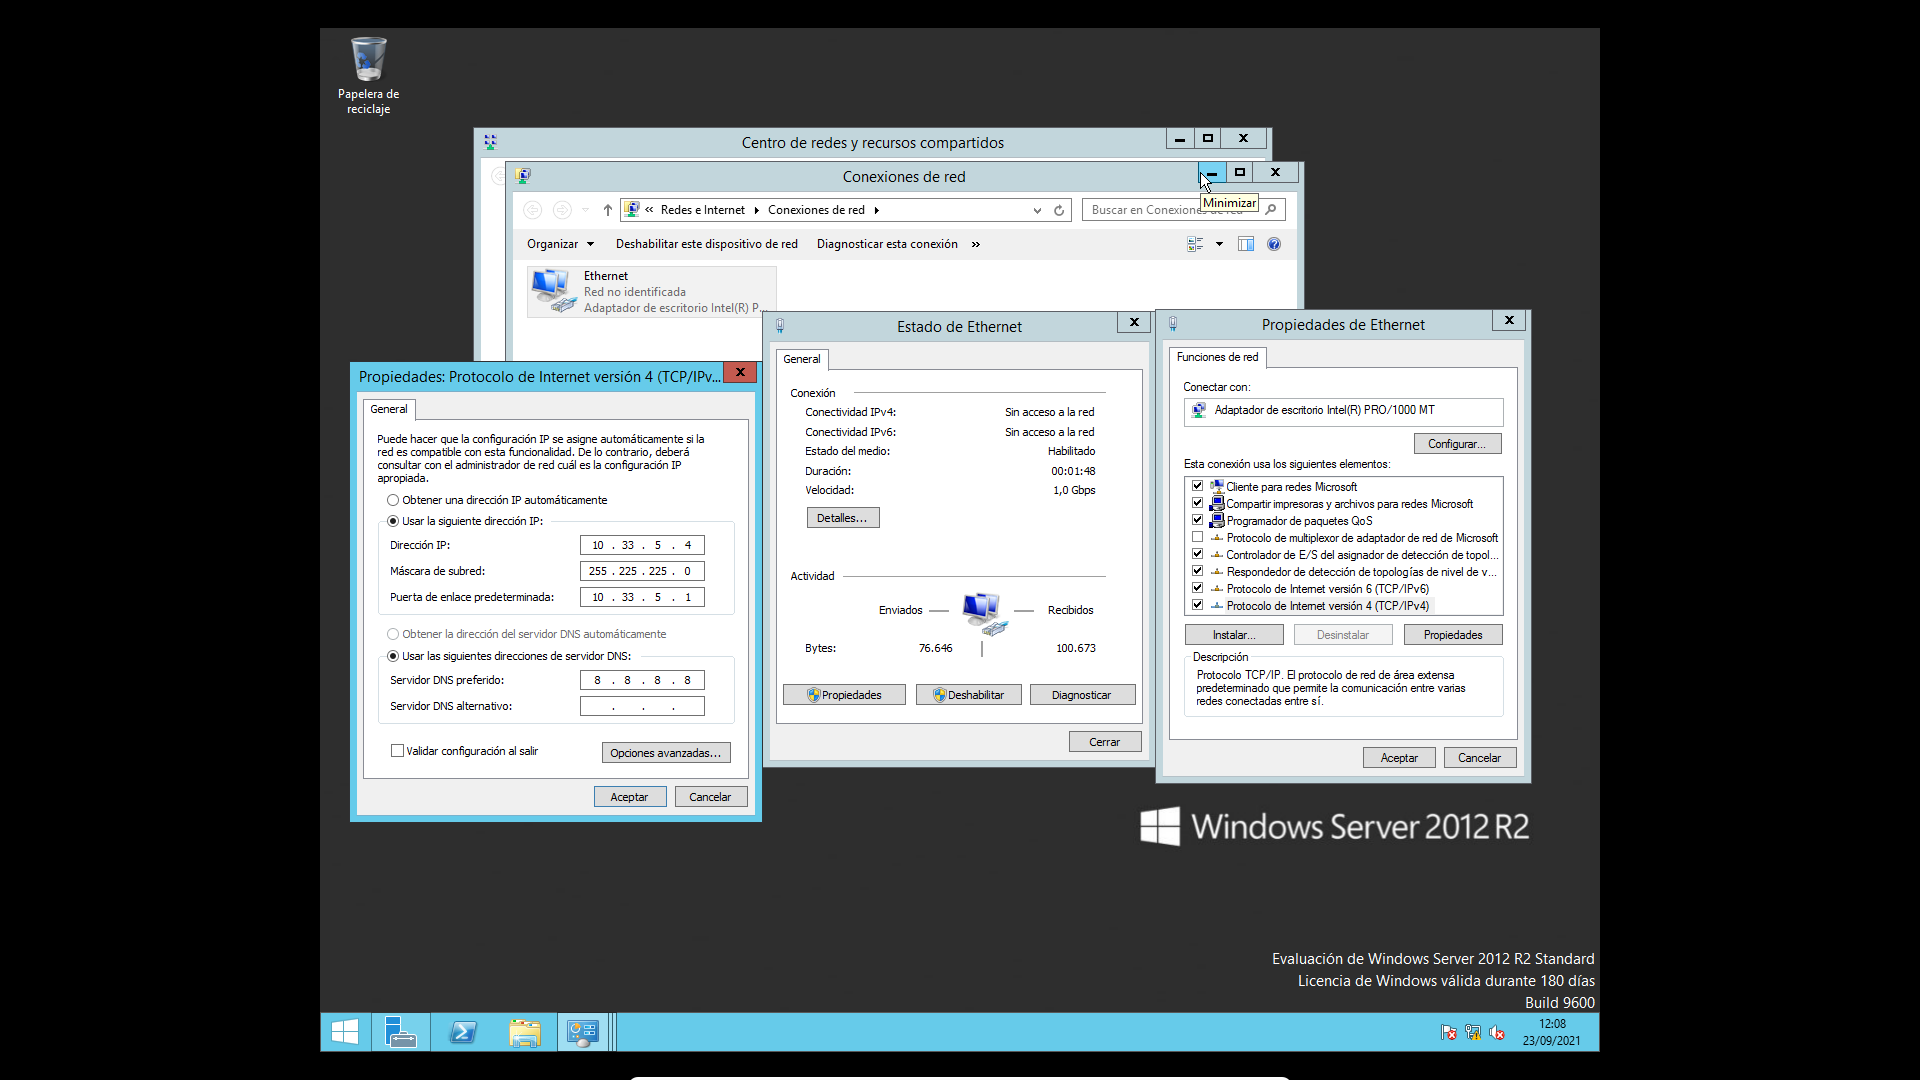 Papelera de
reciclaje
Centro de redes y recursos compartidos
Conexiones de red
Minimizar
« Redes e Internet Conexiones de red
Organizar Deshabilitar este dispositivo de red Diagnosticar esta conexión »
Ethernet
Red no identificada
Adaptador de escritorio Intel(R) P...
Propiedades: Protocolo de Internet versión 4 (TCP/IPv...
General
Puede hacer que la configuración IP se asigne automáticamente si la
red es compatible con esta funcionalidad. De lo contrario, deberá
consultar con el administrador de red cuál es la configuración IP
apropiada.
Obtener una dirección IP automáticamente
Usar la siguiente dirección IP:
Dirección IP: 10 . 33 . 5 . 4
Máscara de subred: 255 . 225 . 225 . 0
Puerta de enlace predeterminada: 10 . 33 . 5 . 1
Obtener la dirección del servidor DNS automáticamente
Usar las siguientes direcciones de servidor DNS:
Servidor DNS preferido: 8 . 8 . 8 . 8
Servidor DNS alternativo: . . .
Validar configuración al salir
Opciones avanzadas...
Aceptar Cancelar
Estado de Ethernet
General
Conexión
Conectividad IPv4: Sin acceso a la red
Conectividad IPv6: Sin acceso a la red
Estado del medio: Habilitado
Duración: 00:01:48
Velocidad: 1,0 Gbps
Detalles...
Actividad
Enviados Recibidos
Bytes: 76.646 100.673
Propiedades Deshabilitar Diagnosticar
Cerrar
Propiedades de Ethernet
Funciones de red
Conectar con:
Adaptador de escritorio Intel(R) PRO/1000 MT
Configurar...
Esta conexión usa los siguientes elementos:
Cliente para redes Microsoft
Compartir impresoras y archivos para redes Microsoft
Programador de paquetes QoS
Protocolo de multiplexor de adaptador de red de Microsoft
Controlador de E/S del asignador de detección de topol...
Respondedor de detección de topologías de nivel de v...
Protocolo de Internet versión 6 (TCP/IPv6)
Protocolo de Internet versión 4 (TCP/IPv4)
Instalar... Desinstalar Propiedades
Descripción
Protocolo TCP/IP. El protocolo de red de área extensa
predeterminado que permite la comunicación entre varias
redes conectadas entre sí.
Aceptar Cancelar
Windows Server 2012 R2
Evaluación de Windows Server 2012 R2 Standard
Licencia de Windows válida durante 180 días
Build 9600
12:08
23/09/2021